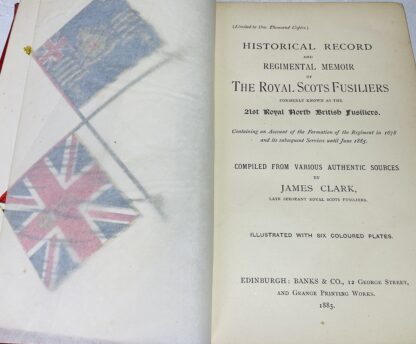 (Limited to One Thousand Copies.)
HISTORICAL RECORD
AND
REGIMENTAL MEMOIR
OF
THE ROYAL SCOTS FUSILIERS
FORMERLY KNOWN AS THE
21st Royal North British Fusiliers.
Containing an Account of the Formation of the Regiment in 1678
and its subsequent Services until June 1885.
COMPILED FROM VARIOUS AUTHENTIC SOURCES
BY
JAMES CLARK,
LATE SERGEANT ROYAL SCOTS FUSILIERS.
ILLUSTRATED WITH SIX COLOURED PLATES.
EDINBURGH: BANKS & CO., 12 GEORGE STREET,
AND GRANGE PRINTING WORKS.
1885.